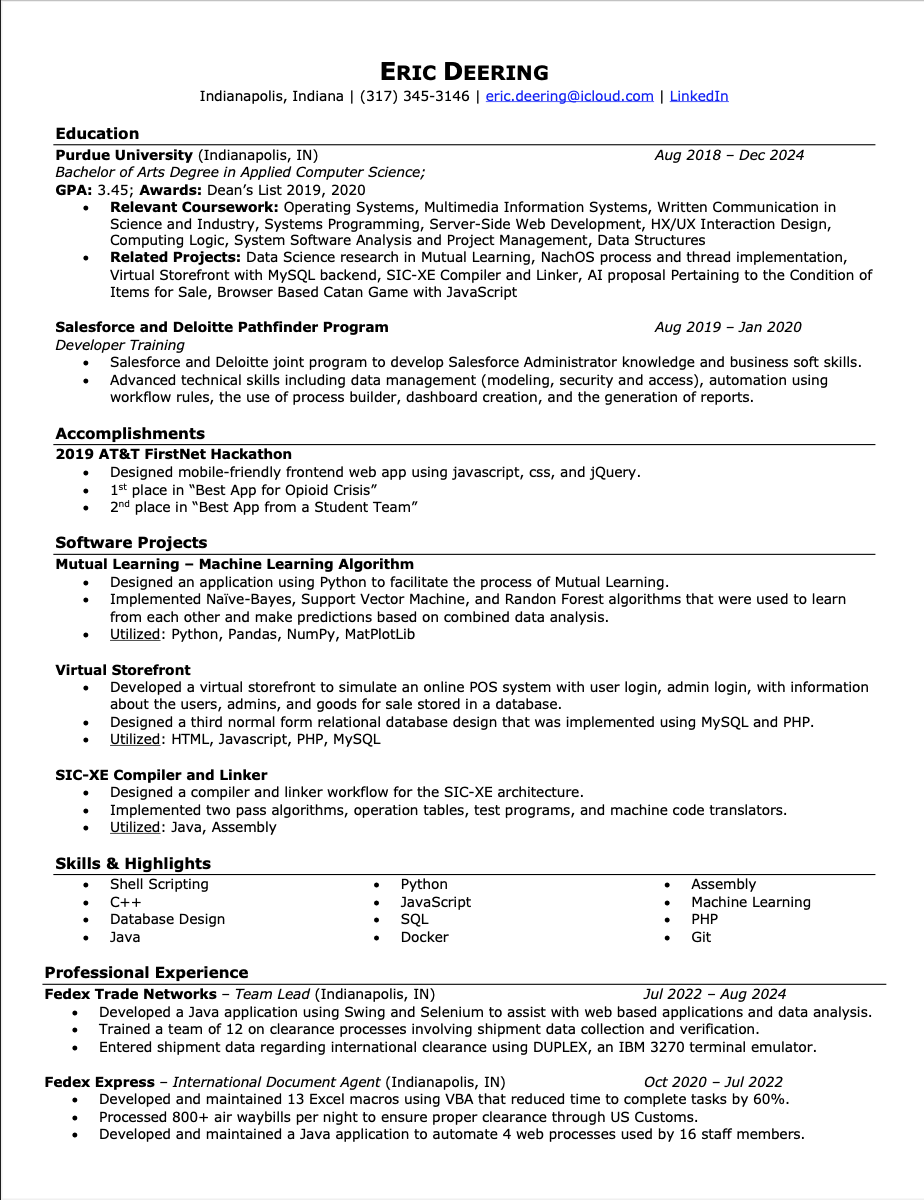 ERIC DEERING
Indianapolis, Indiana | (317) 345-3146 | eric.deering@icloud.com | LinkedIn
Education
Purdue University (Indianapolis, IN) Aug 2018 – Dec 2024
Bachelor of Arts Degree in Applied Computer Science;
GPA: 3.45; Awards: Dean's List 2019, 2020
• Relevant Coursework: Operating Systems, Multimedia Information Systems, Written Communication in
Science and Industry, Systems Programming, Server-Side Web Development, HX/UX Interaction Design,
Computing Logic, System Software Analysis and Project Management, Data Structures
• Related Projects: Data Science research in Mutual Learning, NachOS process and thread implementation,
Virtual Storefront with MySQL backend, SIC-XE Compiler and Linker, AI proposal Pertaining to the Condition of
Items for Sale, Browser Based Catan Game with JavaScript
Salesforce and Deloitte Pathfinder Program Aug 2019 – Jan 2020
Developer Training
• Salesforce and Deloitte joint program to develop Salesforce Administrator knowledge and business soft skills.
• Advanced technical skills including data management (modeling, security and access), automation using
workflow rules, the use of process builder, dashboard creation, and the generation of reports.
Accomplishments
2019 AT&T FirstNet Hackathon
• Designed mobile-friendly frontend web app using javascript, css, and jQuery.
• 1st place in “Best App for Opioid Crisis”
• 2nd place in “Best App from a Student Team”
Software Projects
Mutual Learning – Machine Learning Algorithm
• Designed an application using Python to facilitate the process of Mutual Learning.
• Implemented Naïve-Bayes, Support Vector Machine, and Randon Forest algorithms that were used to learn
from each other and make predictions based on combined data analysis.
• Utilized: Python, Pandas, NumPy, MatPlotLib
Virtual Storefront
• Developed a virtual storefront to simulate an online POS system with user login, admin login, with information
about the users, admins, and goods for sale stored in a database.
• Designed a third normal form relational database design that was implemented using MySQL and PHP.
• Utilized: HTML, Javascript, PHP, MySQL
SIC-XE Compiler and Linker
• Designed a compiler and linker workflow for the SIC-XE architecture.
• Implemented two pass algorithms, operation tables, test programs, and machine code translators.
• Utilized: Java, Assembly
Skills & Highlights
• Shell Scripting • Python • Assembly
• C++ • JavaScript • Machine Learning
• Database Design • SQL • PHP
• Java • Docker • Git
Professional Experience
Fedex Trade Networks – Team Lead (Indianapolis, IN) Jul 2022 – Aug 2024
• Developed a Java application using Swing and Selenium to assist with web based applications and data analysis.
• Trained a team of 12 on clearance processes involving shipment data collection and verification.
• Entered shipment data regarding international clearance using DUPLEX, an IBM 3270 terminal emulator.
Fedex Express – International Document Agent (Indianapolis, IN) Oct 2020 – Jul 2022
• Developed and maintained 13 Excel macros using VBA that reduced time to complete tasks by 60%.
• Processed 800+ air waybills per night to ensure proper clearance through US Customs.
• Developed and maintained a Java application to automate 4 web processes used by 16 staff members.